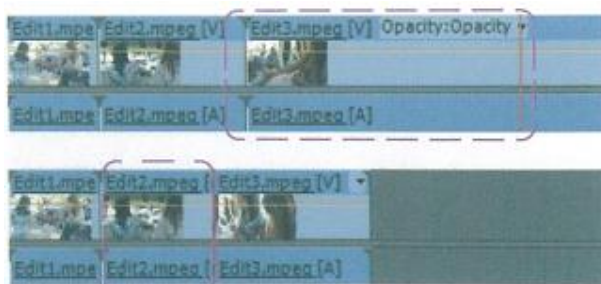 Edit1.mpe Edit2.mpeg [V] Edit3.mpeg [V] Opacity:Opacity
Edit1.mpe Edit2.mpeg [A] Edit3.mpeg [A]
Edit1.mpe Edit2.mpeg [ Edit3.mpeg [V]
Edit1.mpe Edit2.mpeg [ Edit3.mpeg [A]